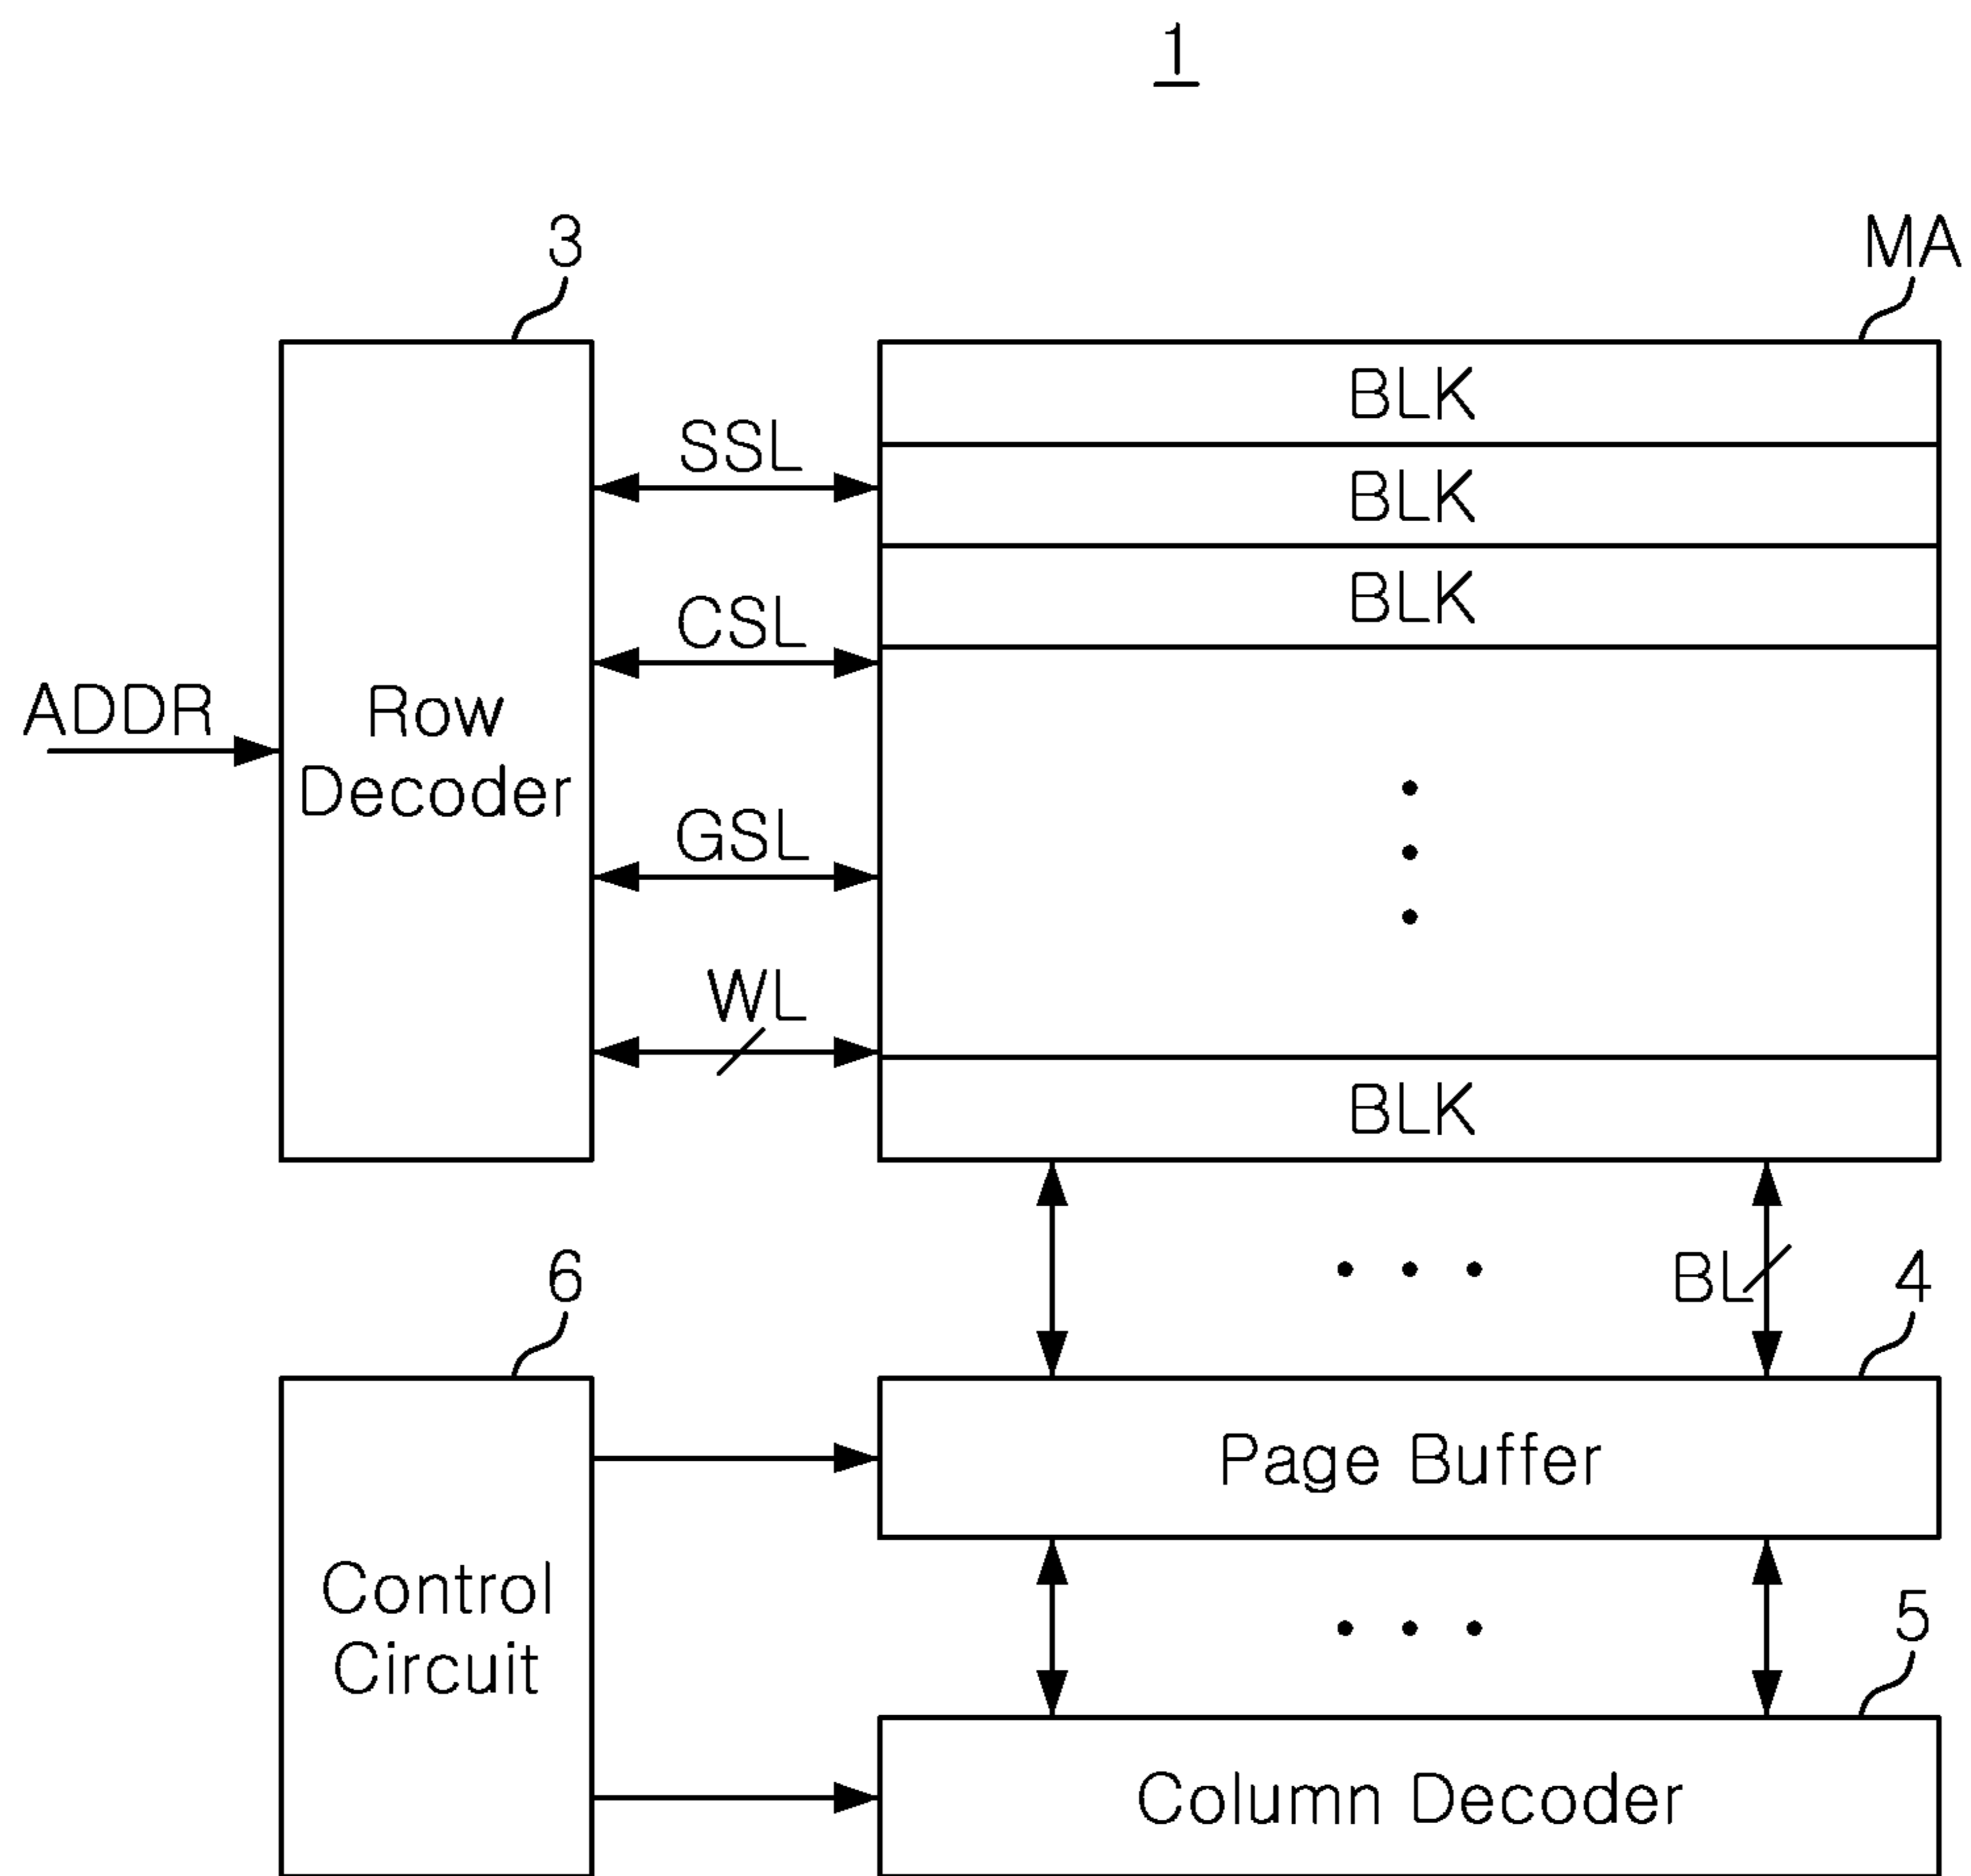 1
3
MA
BLK
SSL
BLK
BLK
CSL
ADDR
Row
Decoder
GSL
WL
BLK
6
BL
4
Page Buffer
Control
Circuit
5
Column Decoder